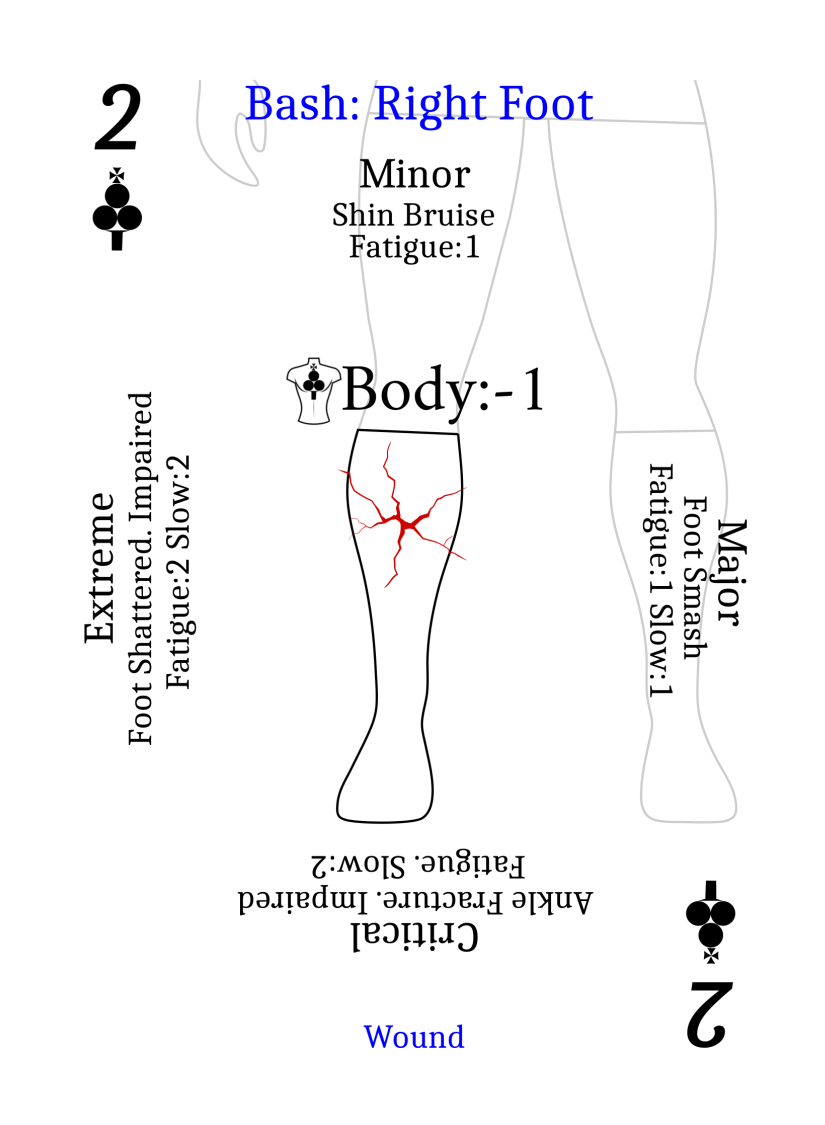 2
Bash: Right Foot
Minor
Shin Bruise
Fatigue:1
Body:-1
Extreme
Foot Shattered. Impaired
Fatigue:2 Slow:2
Major
Foot Smash
Fatigue:1 Slow:1
Critical
Ankle Fracture. Impaired
Fatigue. Slow:2
2
Wound